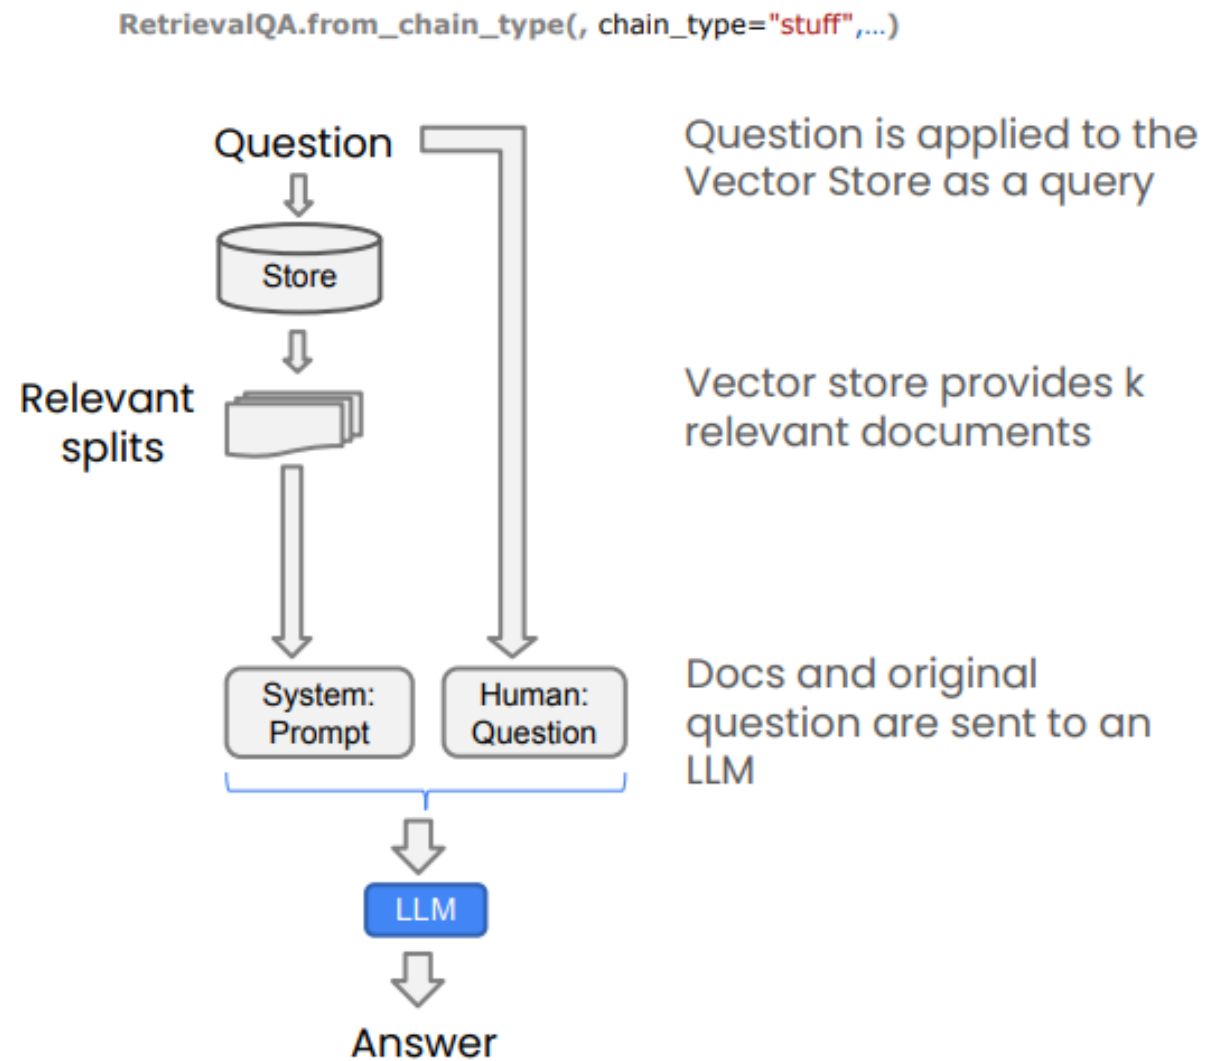 RetrievalQA.from_chain_type(, chain_type="stuff",...)
Question
Question is applied to the
Vector Store as a query
Store
Relevant
splits
Vector store provides k
relevant documents
System:
Prompt
Human:
Question
Docs and original
question are sent to an
LLM
LLM
Answer